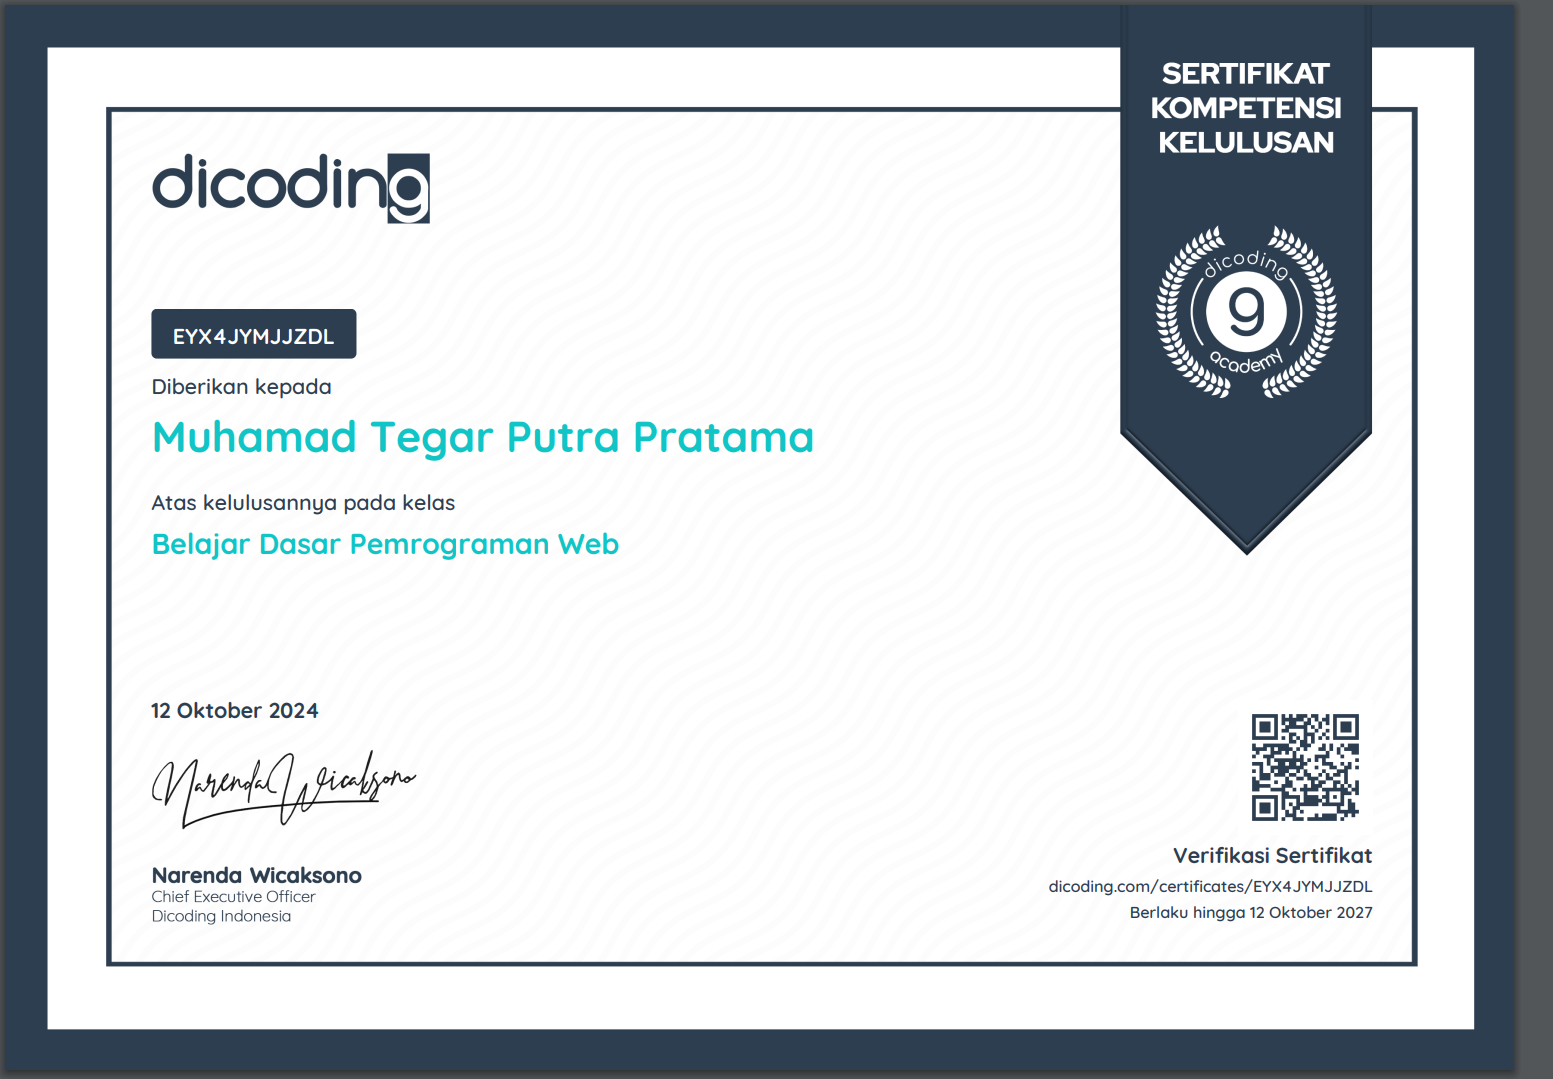 SERTIFIKAT
KOMPETENSI
KELULUSAN
dicoding
dicoding
9
academy
EYX4JYMJJZDL
Diberikan kepada
Muhamad Tegar Putra Pratama
Atas kelulusannya pada kelas
Belajar Dasar Pemrograman Web
12 Oktober 2024
Narenda Wicaksono
Narenda Wicaksono
Chief Executive Officer
Dicoding Indonesia
Verifikasi Sertifikat
dicoding.com/certificates/EYX4JYMJJZDL
Berlaku hingga 12 Oktober 2027